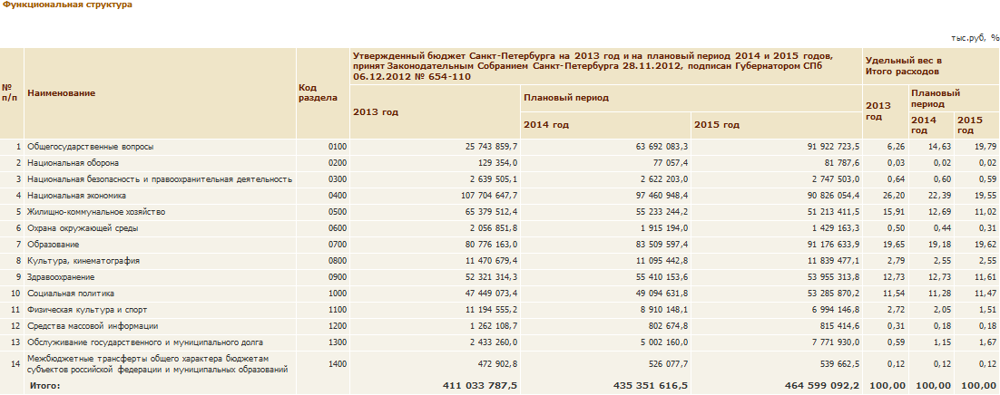 Функциональная структура
тыс.руб, %
№ п/п Наименование Код раздела Утвержденный бюджет Санкт-Петербурга на 2013 год и на плановый период 2014 и 2015 годов, принят Законодательным Собранием Санкт-Петербурга 28.11.2012, подписан Губернатором СПб 06.12.2012 № 654-110 Удельный вес в Итого расходов
2013 год Плановый период 2013 год Плановый период
2014 год 2015 год 2014 год 2015 год
1 Общегосударственные вопросы 0100 25 743 859,7 63 692 083,3 91 922 723,5 6,26 14,63 19,79
2 Национальная оборона 0200 129 354,0 77 057,4 81 787,6 0,03 0,02 0,02
3 Национальная безопасность и правоохранительная деятельность 0300 2 639 505,1 2 622 203,0 2 747 503,0 0,64 0,60 0,59
4 Национальная экономика 0400 107 704 647,7 97 460 948,4 90 826 054,4 26,20 22,39 19,55
5 Жилищно-коммунальное хозяйство 0500 65 379 512,4 55 233 244,2 51 213 411,5 15,91 12,69 11,02
6 Охрана окружающей среды 0600 2 056 851,8 1 915 194,0 1 429 163,3 0,50 0,44 0,31
7 Образование 0700 80 776 163,0 83 509 597,4 91 176 633,9 19,65 19,18 19,62
8 Культура, кинематография 0800 11 470 679,4 11 095 442,8 11 839 477,1 2,79 2,55 2,55
9 Здравоохранение 0900 52 321 314,3 55 410 153,6 53 955 313,8 12,73 12,73 11,61
10 Социальная политика 1000 47 449 073,4 49 094 631,8 53 285 870,2 11,54 11,28 11,47
11 Физическая культура и спорт 1100 11 194 555,2 8 910 148,1 6 994 146,8 2,72 2,05 1,51
12 Средства массовой информации 1200 1 262 108,7 802 674,8 815 414,6 0,31 0,18 0,18
13 Обслуживание государственного и муниципального долга 1300 2 433 260,0 5 002 160,0 7 771 930,0 0,59 1,15 1,67
14 Межбюджетные трансферты общего характера бюджетам субъектов российской федерации и муниципальных образований 1400 472 902,8 526 077,7 539 662,5 0,12 0,12 0,12
Итого: 411 033 787,5 435 351 616,5 464 599 092,2 100,00 100,00 100,00